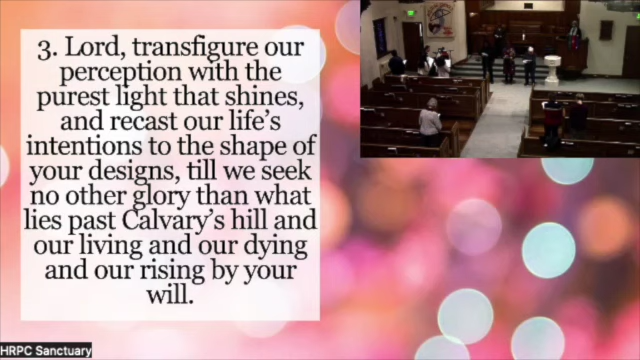 3. Lord, transfigure our
perception with the
purest light that shines,
and recast our life's
intentions to the shape of
your designs, till we seek
no other glory than what
lies past Calvary's hill and
our living and our dying
and our rising by your
will.
HRPC Sanctuary